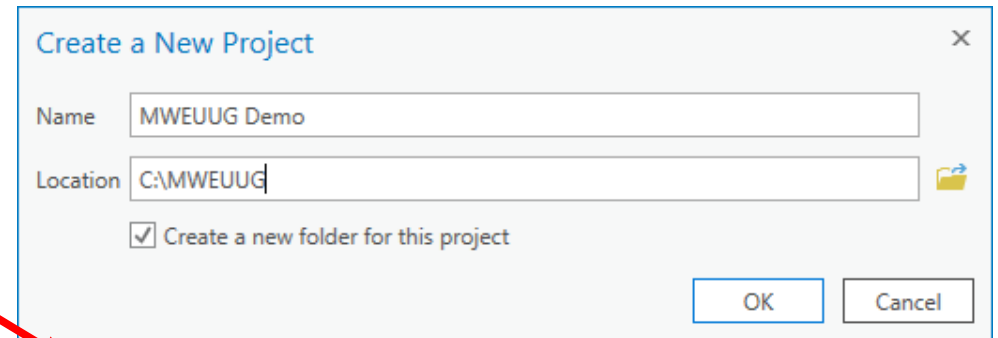 Create a New Project
Name MWEUUG Demo
Location C:\MWEUUG
Create a new folder for this project
OK Cancel